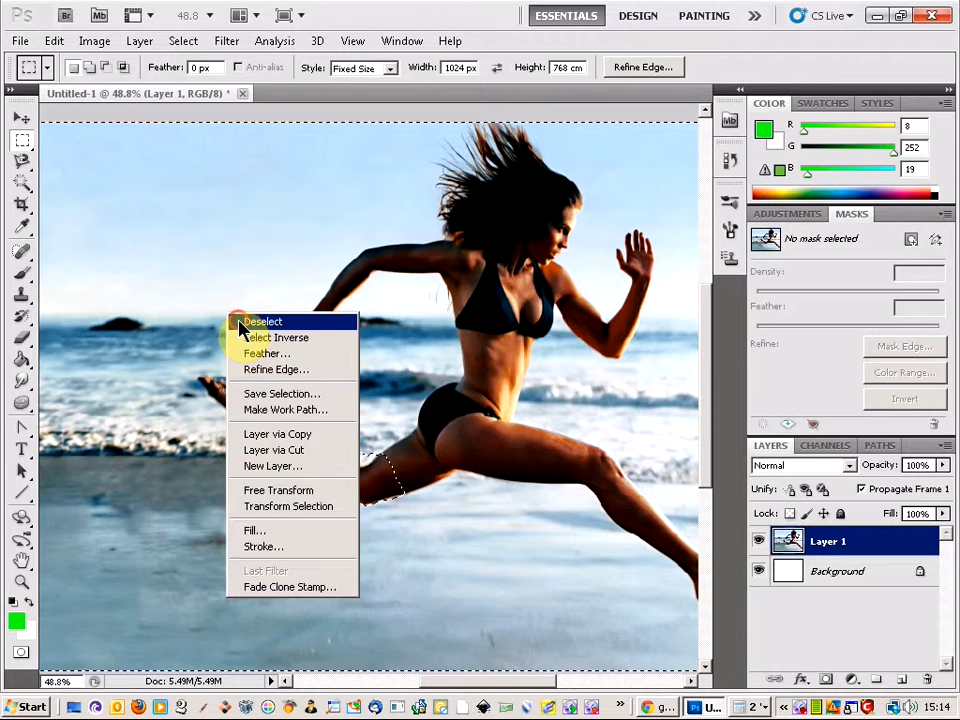 Ps Br Mb 48.8 ESSENTIALS DESIGN PAINTING CS Live
File Edit Image Layer Select Filter Analysis 3D View Window Help
Feather: 0 px Anti-alias Style: Fixed Size Width: 1024 px Height: 768 cm Refine Edge...
Untitled-1 @ 48.8% (Layer 1, RGB/8) *
COLOR SWATCHES STYLES
R 8
G 252
B 19
ADJUSTMENTS MASKS
No mask selected
Density:
Feather:
Refine: Mask Edge...
Color Range...
Invert
LAYERS CHANNELS PATHS
Normal Opacity: 100%
Unify: Propagate Frame 1
Lock: Fill: 100%
Layer 1
Background
Deselect
Select Inverse
Feather...
Refine Edge...
Save Selection...
Make Work Path...
Layer via Copy
Layer via Cut
New Layer...
Free Transform
Transform Selection
Fill...
Stroke...
Last Filter
Fade Clone Stamp...
48.8% Doc: 5.49M/5.49M
Start g... U... 2 15:14